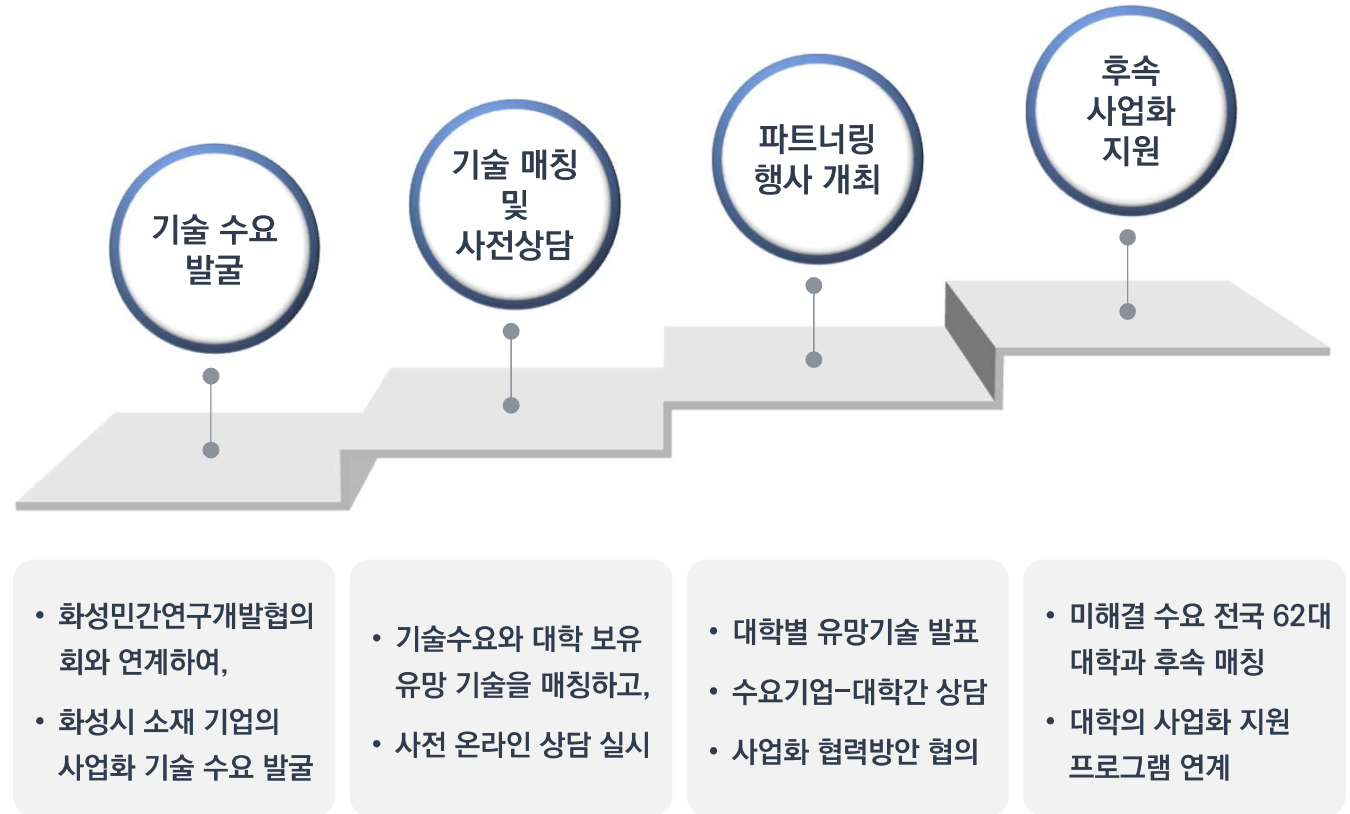 기술 수요
발굴
기술 매칭
및
사전상담
파트너링
행사 개최
후속
사업화
지원
• 화성민간연구개발협의
회와 연계하여,
• 화성시 소재 기업의
사업화 기술 수요 발굴
• 기술수요와 대학 보유
유망 기술을 매칭하고,
• 사전 온라인 상담 실시
• 대학별 유망기술 발표
• 수요기업-대학간 상담
• 사업화 협력방안 협의
• 미해결 수요 전국 62대
대학과 후속 매칭
• 대학의 사업화 지원
프로그램 연계